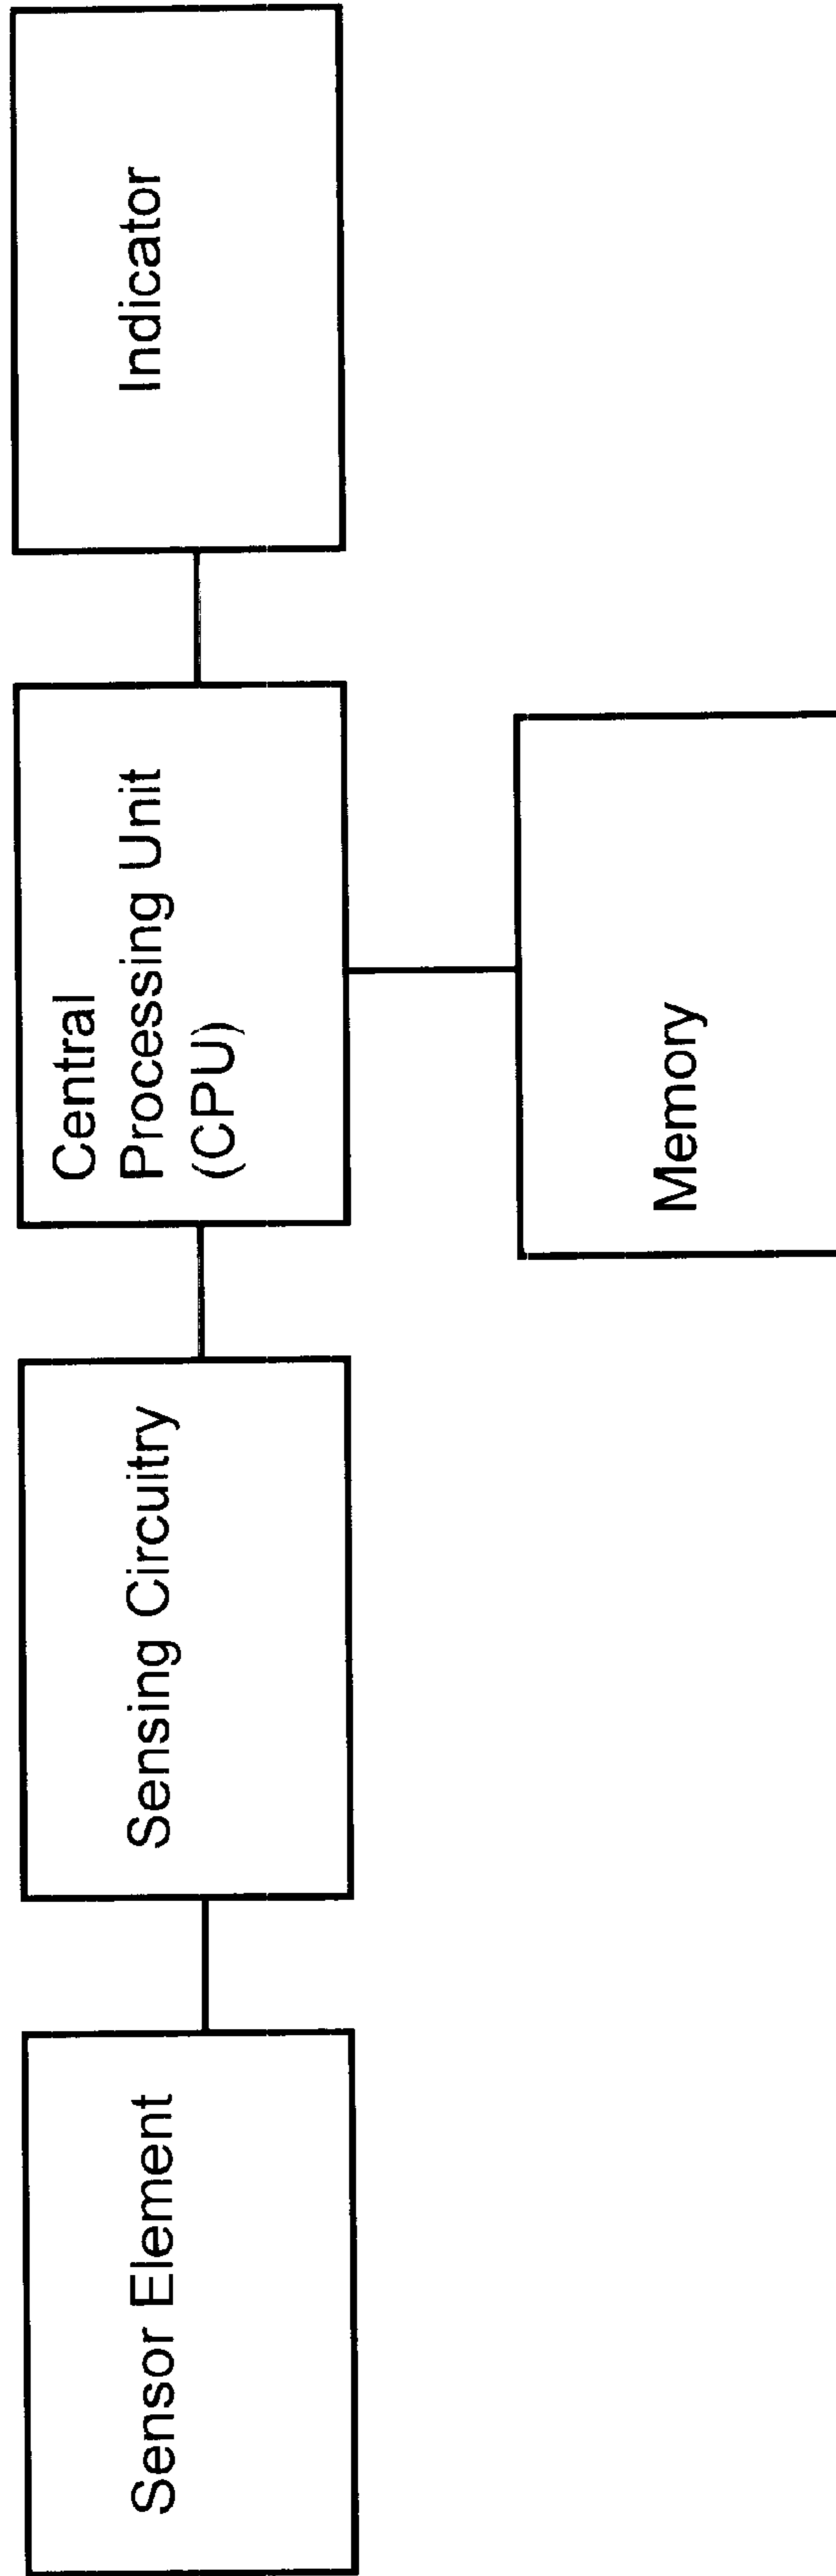 Sensor Element
Sensing Circuitry
Central
Processing Unit
(CPU)
Indicator
Memory